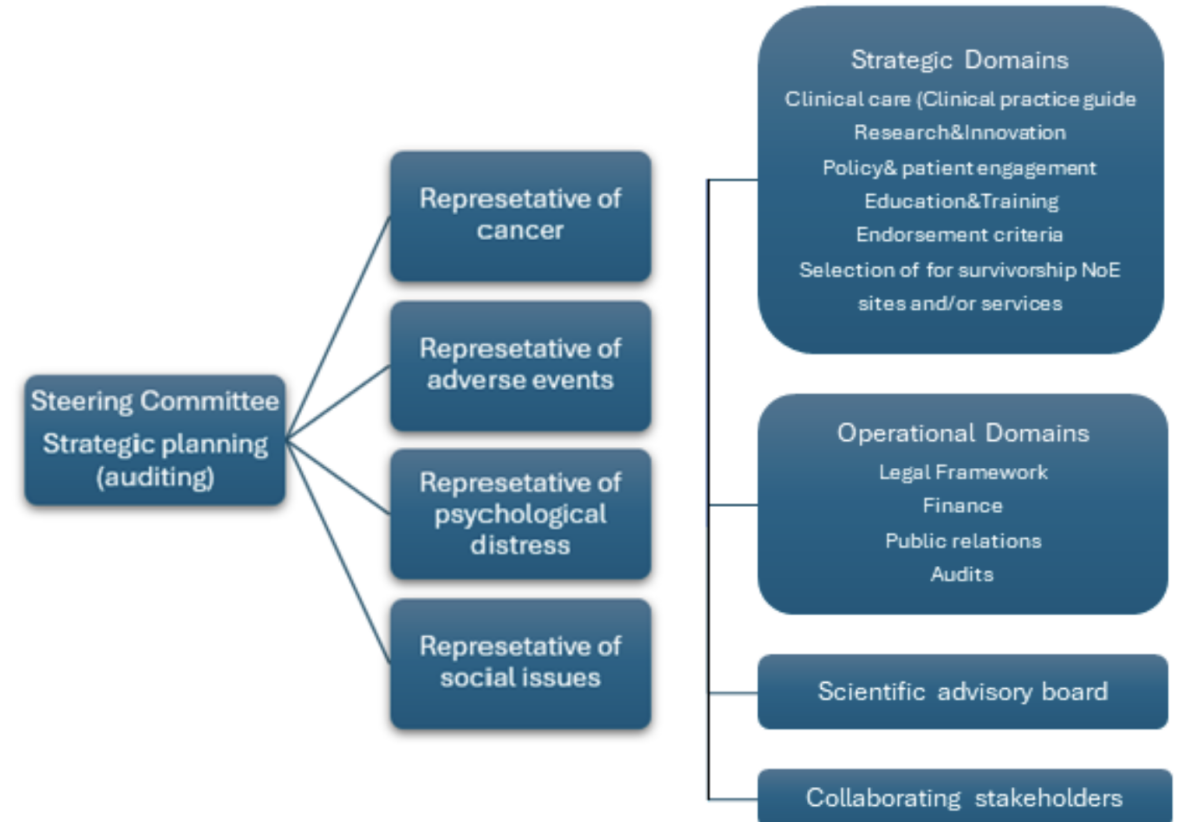 Steering Committee
Strategic planning
(auditing)
Represetative of
cancer
Represetative of
adverse events
Represetative of
psychological
distress
Represetative of
social issues
Strategic Domains
Clinical care (Clinical practice guide
Research&Innovation
Policy& patient engagement
Education&Training
Endorsement criteria
Selection of for survivorship NoE
sites and/or services
Operational Domains
Legal Framework
Finance
Public relations
Audits
Scientific advisory board
Collaborating stakeholders